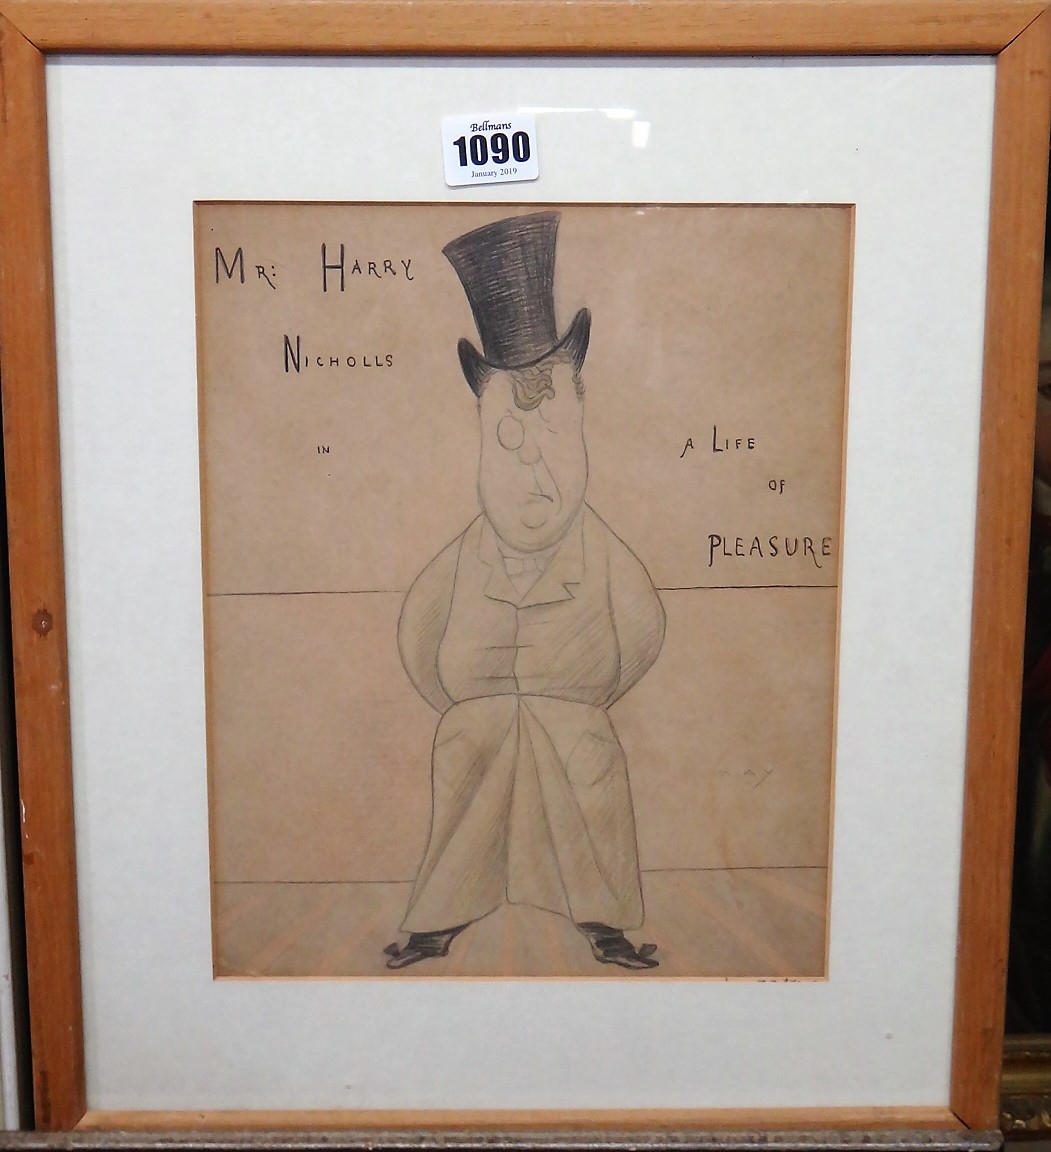 Bellmans
1090
January 2019
Mr: Harry
Nicholls
in
a Life
of
Pleasure